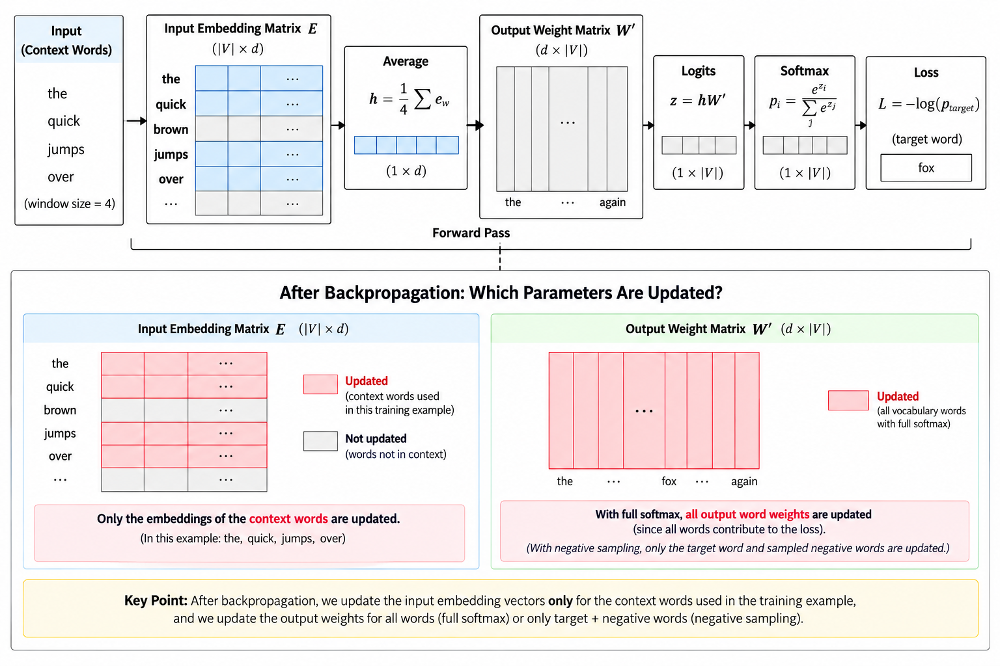 Input
(Context Words)
the
quick
jumps
over
(window size = 4)
Input Embedding Matrix E
(|V| × d)
the ...
quick ...
brown ...
jumps ...
over ...
... ...
Average
h = 1/4 ∑ e_w
(1 × d)
Output Weight Matrix W′
(d × |V|)
...
the ... again
Logits
z = hW′
(1 × |V|)
Softmax
p_i = e^{z_i} / ∑_j e^{z_j}
(1 × |V|)
Loss
L = −log(p_target)
(target word)
fox
Forward Pass
After Backpropagation: Which Parameters Are Updated?
Input Embedding Matrix E (|V| × d)
the ...
quick ...
brown ...
jumps ...
over ...
... ...
Updated
(context words used
in this training example)
Not updated
(words not in context)
Only the embeddings of the context words are updated.
(In this example: the, quick, jumps, over)
Output Weight Matrix W′ (d × |V|)
...
the ... fox ... again
Updated
(all vocabulary words
with full softmax)
With full softmax, all output word weights are updated
(since all words contribute to the loss).
(With negative sampling, only the target word and sampled negative words are updated.)
Key Point: After backpropagation, we update the input embedding vectors only for the context words used in the training example,
and we update the output weights for all words (full softmax) or only target + negative words (negative sampling).